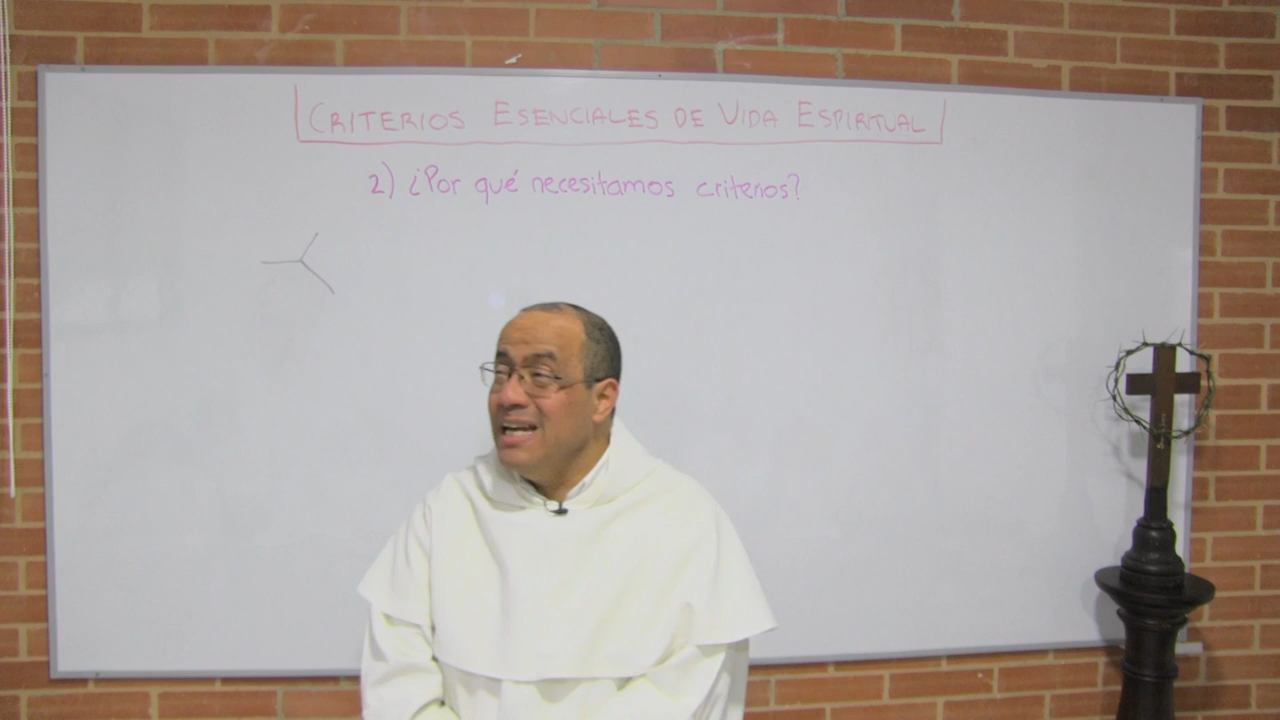 CRITERIOS ESENCIALES DE VIDA ESPIRITUAL
2) ¿Por qué necesitamos criterios?